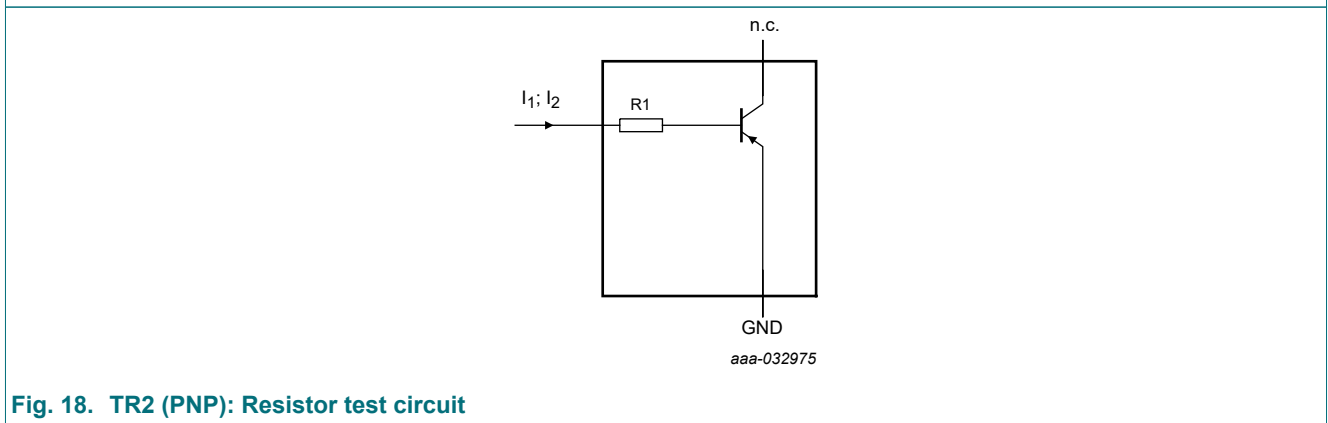 n.c.
I1; I2
R1
GND
aaa-032975
Fig. 18. TR2 (PNP): Resistor test circuit